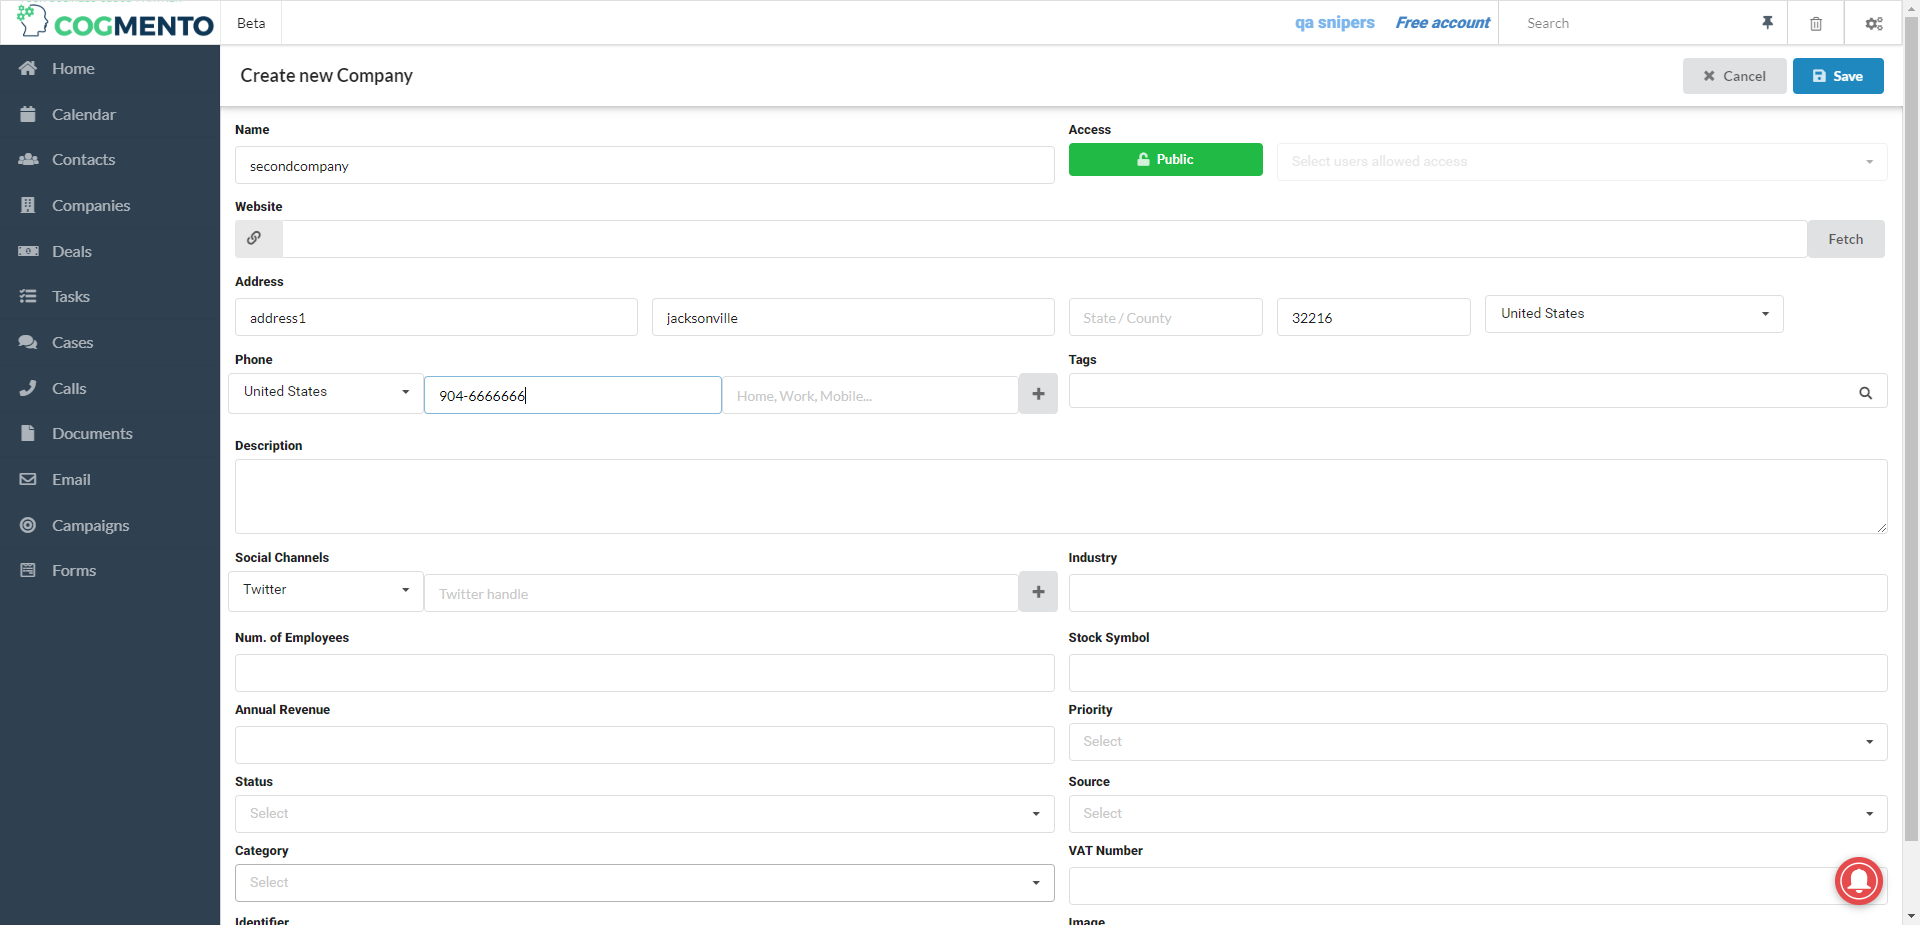 COGMENTO
Beta
qa snipers
Free account
Search
Home
Calendar
Contacts
Companies
Deals
Tasks
Cases
Calls
Documents
Email
Campaigns
Forms
Create new Company
Cancel
Save
Name
secondcompany
Access
Public
Select users allowed access
Website
Fetch
Address
address1
jacksonville
State / County
32216
United States
Phone
United States
904-6666666
Home, Work, Mobile...
Tags
Description
Social Channels
Twitter
Twitter handle
Industry
Num. of Employees
Stock Symbol
Annual Revenue
Priority
Select
Status
Select
Source
Select
Category
Select
VAT Number
Identifier
Image